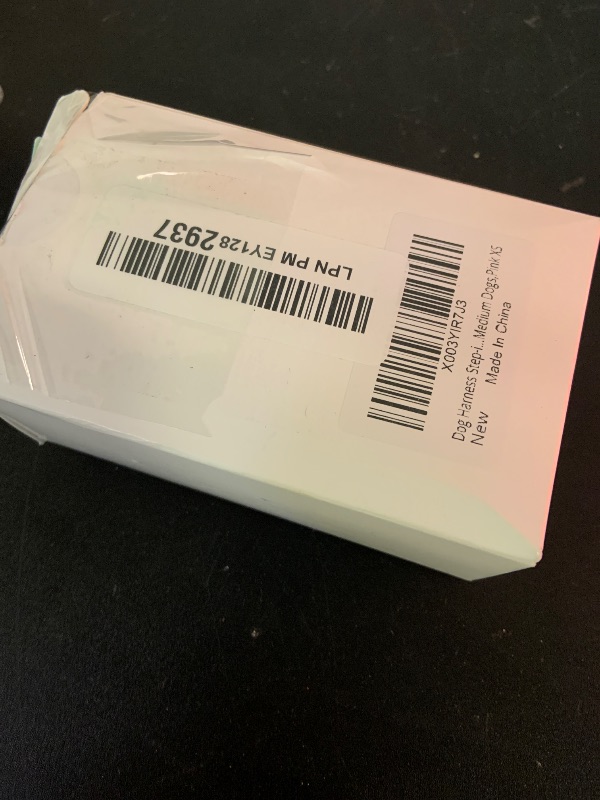 LPN PM EY128 2937
X003YIR7J3
Dog Harness Step-i...Medium Dogs,Pink XS
New Made In China